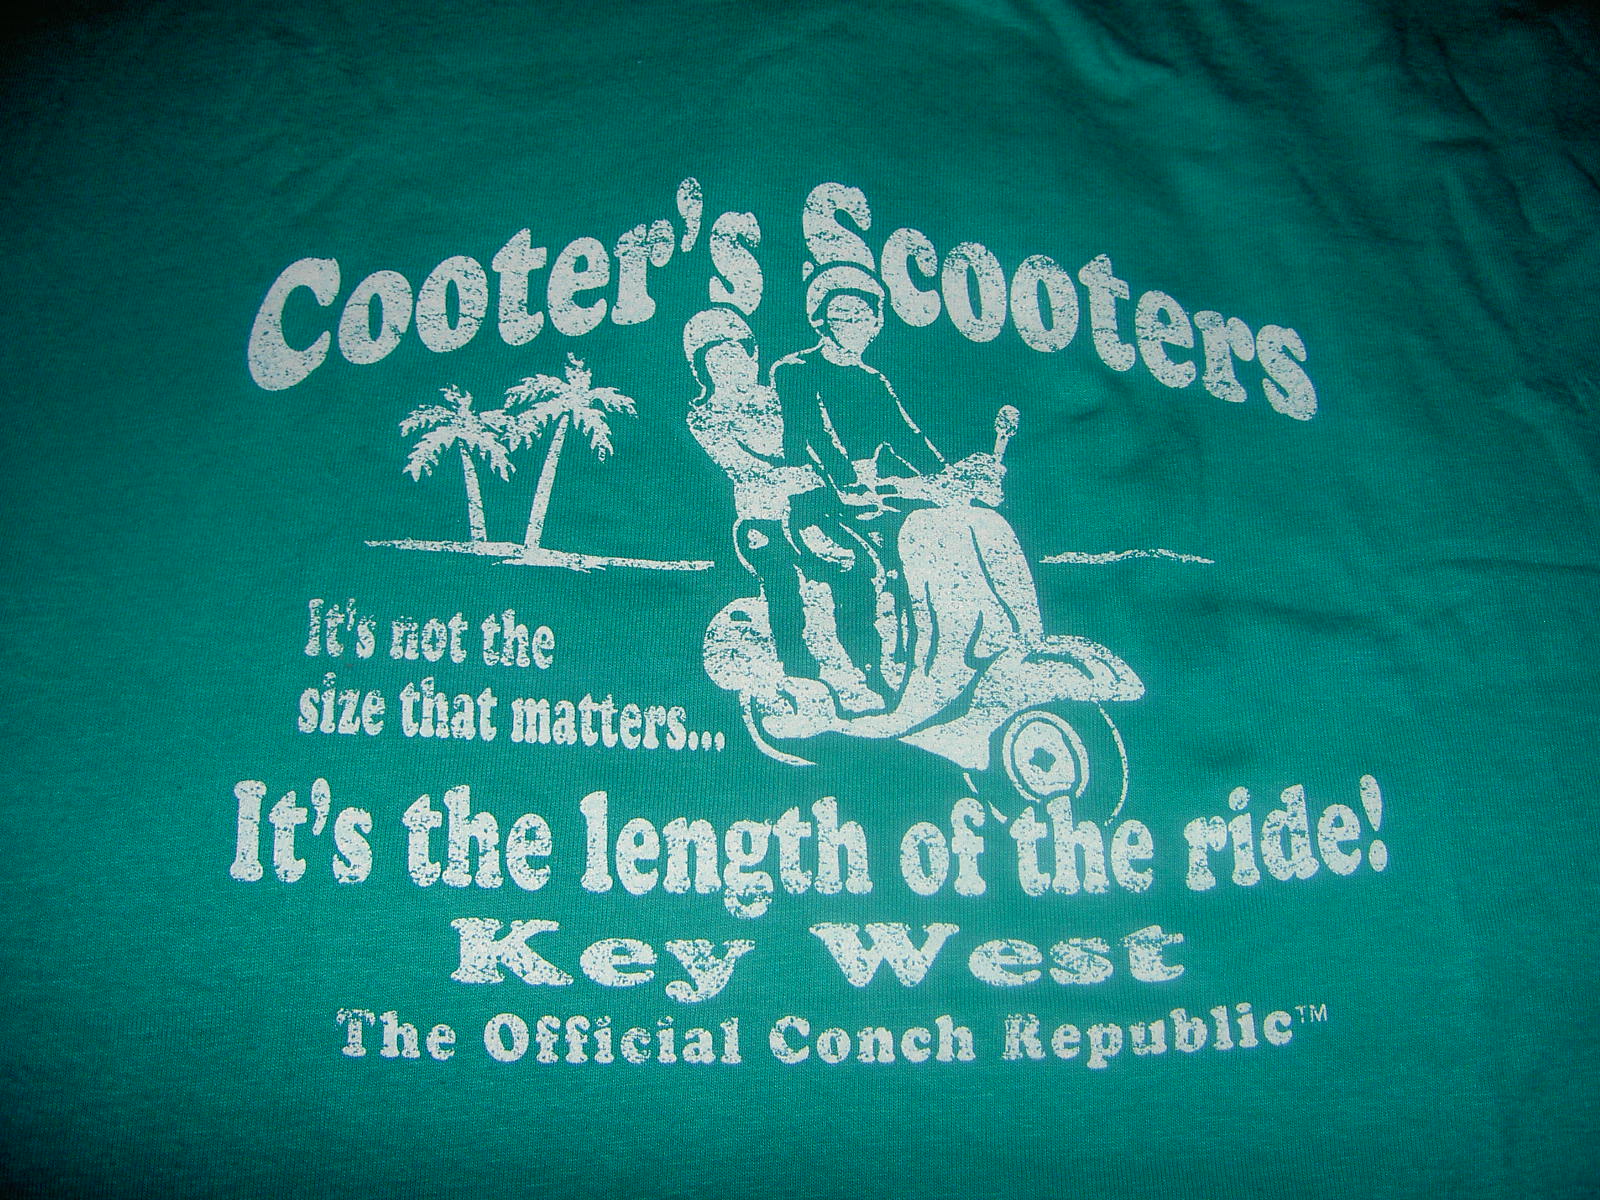 Cooter's Scooters
It's not the
size that matters...
It's the length of the ride!
Key West
The Official Conch Republic™